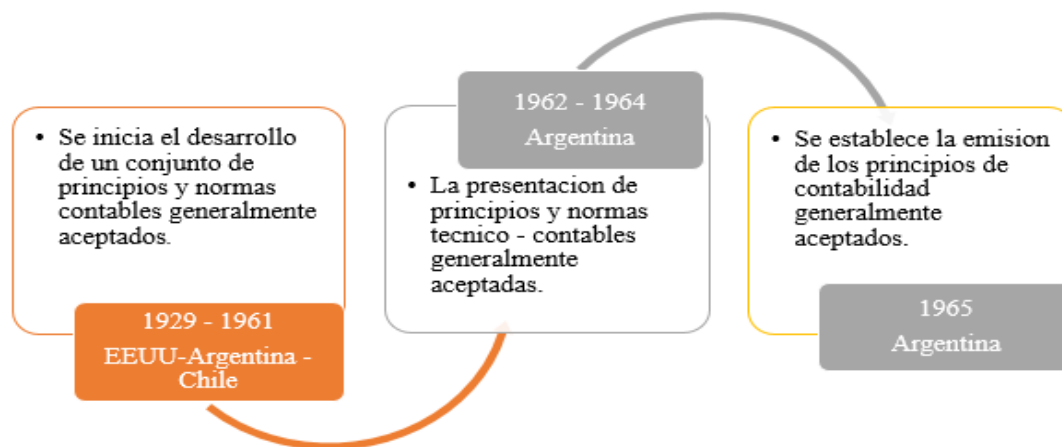 • Se inicia el desarrollo
de un conjunto de
principios y normas
contables generalmente
aceptados.
1929 - 1961
EEUU-Argentina -
Chile
1962 - 1964
Argentina
• La presentacion de
principios y normas
tecnico - contables
generalmente
aceptadas.
• Se establece la emision
de los principios de
contabilidad
generalmente
aceptados.
1965
Argentina